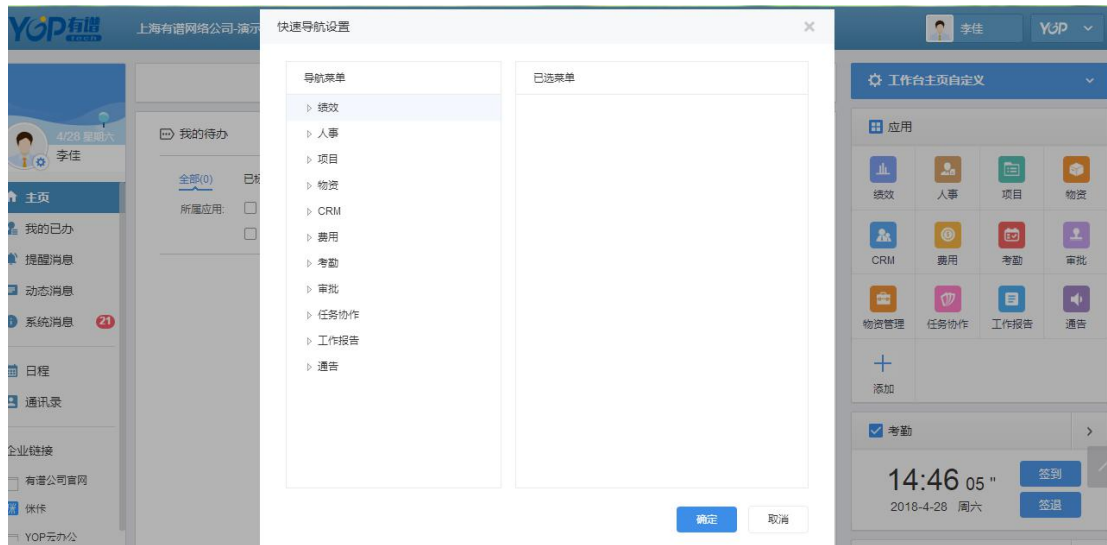 YOP有谱
tech
上海有谱网络公司-演示
快速导航设置
李佳
YOP
导航菜单
已选菜单
绩效
人事
项目
物资
CRM
费用
考勤
审批
任务协作
工作报告
通告
确定
取消
4/28 星期六
李佳
主页
我的已办
提醒消息
动态消息
系统消息 21
日程
通讯录
企业链接
有谱公司官网
侎侎
YOP云办公
我的待办
全部(0)
所属应用:
工作台主页自定义
应用
绩效 人事 项目 物资
CRM 费用 考勤 审批
物资管理 任务协作 工作报告 通告
添加
考勤
14:46 05 "
2018-4-28 周六
签到
签退